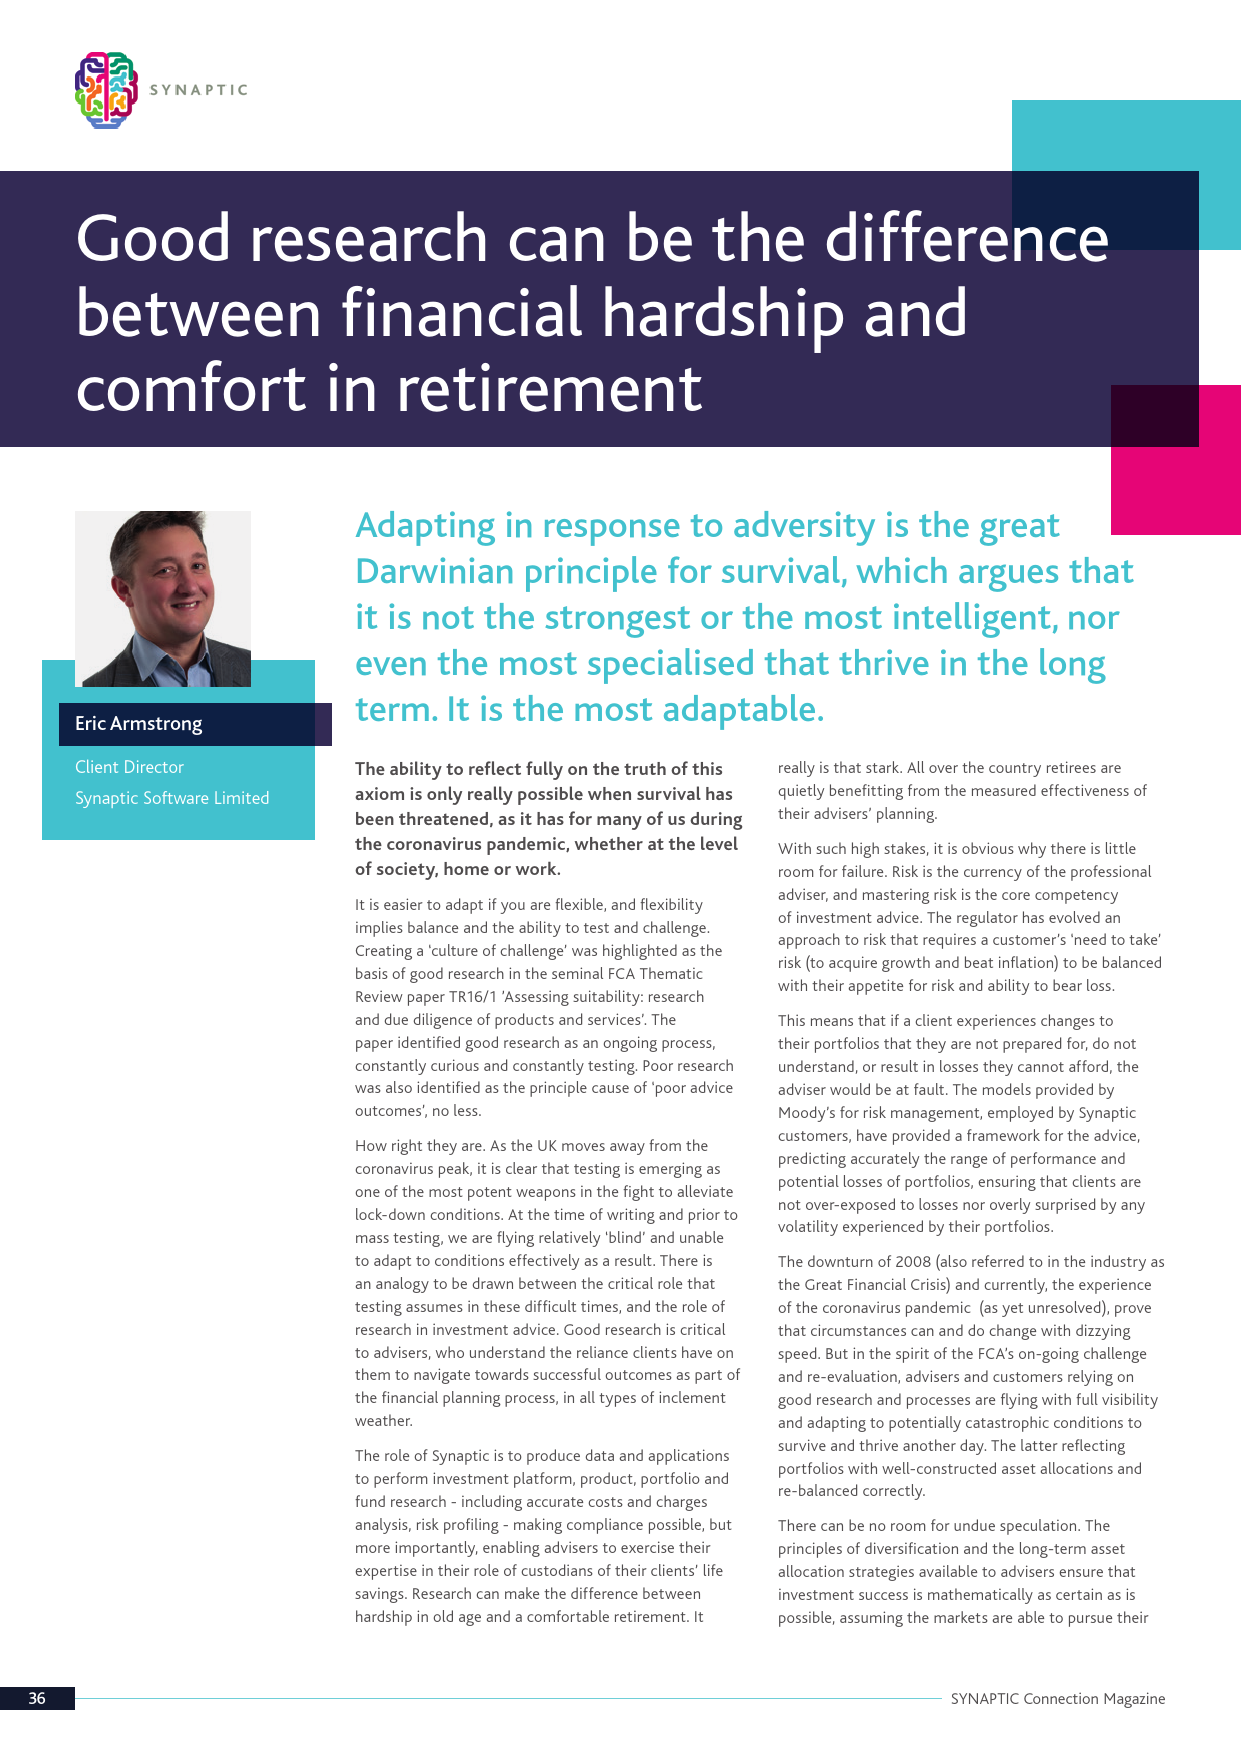 SYNAPTIC
Good research can be the difference
between financial hardship and
comfort in retirement
Eric Armstrong
Client Director
Synaptic Software Limited
Adapting in response to adversity is the great
Darwinian principle for survival, which argues that
it is not the strongest or the most intelligent, nor
even the most specialised that thrive in the long
term. It is the most adaptable.
The ability to reflect fully on the truth of this
axiom is only really possible when survival has
been threatened, as it has for many of us during
the coronavirus pandemic, whether at the level
of society, home or work.
It is easier to adapt if you are flexible, and flexibility
implies balance and the ability to test and challenge.
Creating a ‘culture of challenge’ was highlighted as the
basis of good research in the seminal FCA Thematic
Review paper TR16/1 ’Assessing suitability: research
and due diligence of products and services’. The
paper identified good research as an ongoing process,
constantly curious and constantly testing. Poor research
was also identified as the principle cause of ‘poor advice
outcomes’, no less.
How right they are. As the UK moves away from the
coronavirus peak, it is clear that testing is emerging as
one of the most potent weapons in the fight to alleviate
lock-down conditions. At the time of writing and prior to
mass testing, we are flying relatively ‘blind’ and unable
to adapt to conditions effectively as a result. There is
an analogy to be drawn between the critical role that
testing assumes in these difficult times, and the role of
research in investment advice. Good research is critical
to advisers, who understand the reliance clients have on
them to navigate towards successful outcomes as part of
the financial planning process, in all types of inclement
weather.
The role of Synaptic is to produce data and applications
to perform investment platform, product, portfolio and
fund research - including accurate costs and charges
analysis, risk profiling - making compliance possible, but
more importantly, enabling advisers to exercise their
expertise in their role of custodians of their clients’ life
savings. Research can make the difference between
hardship in old age and a comfortable retirement. It
really is that stark. All over the country retirees are
quietly benefitting from the measured effectiveness of
their advisers’ planning.
With such high stakes, it is obvious why there is little
room for failure. Risk is the currency of the professional
adviser, and mastering risk is the core competency
of investment advice. The regulator has evolved an
approach to risk that requires a customer’s ‘need to take’
risk (to acquire growth and beat inflation) to be balanced
with their appetite for risk and ability to bear loss.
This means that if a client experiences changes to
their portfolios that they are not prepared for, do not
understand, or result in losses they cannot afford, the
adviser would be at fault. The models provided by
Moody’s for risk management, employed by Synaptic
customers, have provided a framework for the advice,
predicting accurately the range of performance and
potential losses of portfolios, ensuring that clients are
not over-exposed to losses nor overly surprised by any
volatility experienced by their portfolios.
The downturn of 2008 (also referred to in the industry as
the Great Financial Crisis) and currently, the experience
of the coronavirus pandemic (as yet unresolved), prove
that circumstances can and do change with dizzying
speed. But in the spirit of the FCA’s on-going challenge
and re-evaluation, advisers and customers relying on
good research and processes are flying with full visibility
and adapting to potentially catastrophic conditions to
survive and thrive another day. The latter reflecting
portfolios with well-constructed asset allocations and
re-balanced correctly.
There can be no room for undue speculation. The
principles of diversification and the long-term asset
allocation strategies available to advisers ensure that
investment success is mathematically as certain as is
possible, assuming the markets are able to pursue their
36
SYNAPTIC Connection Magazine